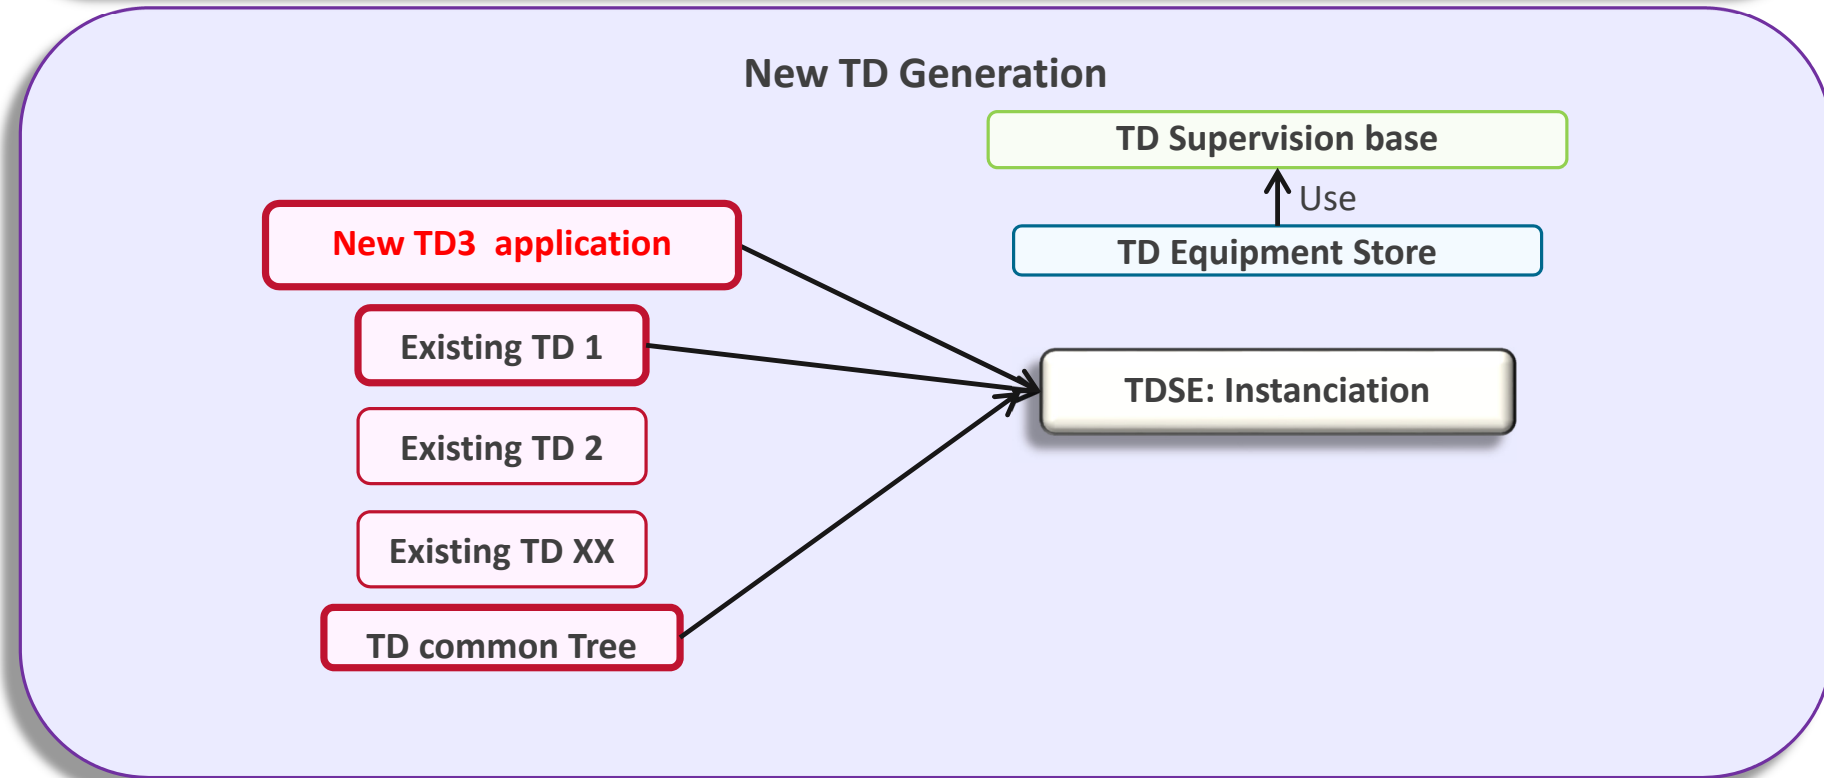 New TD Generation
TD Supervision base
Use
New TD3  application
TD Equipment Store
Existing TD 1
TDSE: Instanciation
Existing TD 2
Existing TD XX
TD common Tree